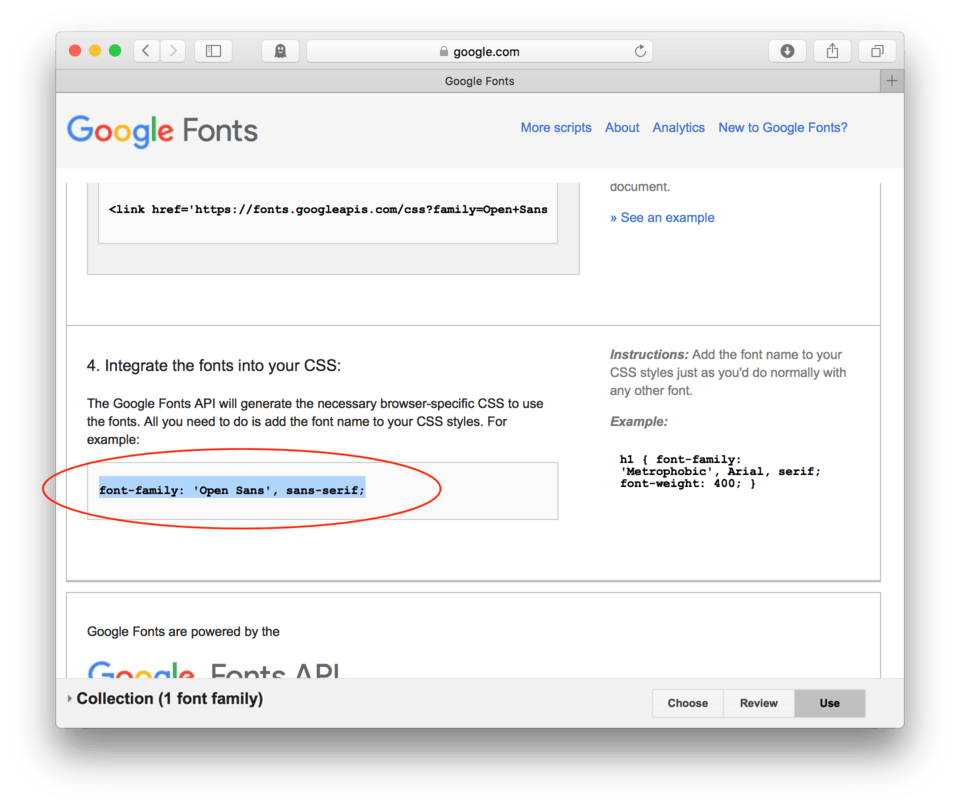 google.com
Google Fonts
Google Fonts
More scripts About Analytics New to Google Fonts?
<link href='https://fonts.googleapis.com/css?family=Open+Sans
document.
» See an example
4. Integrate the fonts into your CSS:
The Google Fonts API will generate the necessary browser-specific CSS to use
the fonts. All you need to do is add the font name to your CSS styles. For
example:
font-family: 'Open Sans', sans-serif;
Instructions: Add the font name to your
CSS styles just as you'd do normally with
any other font.
Example:
h1 { font-family:
'Metrophobic', Arial, serif;
font-weight: 400; }
Google Fonts are powered by the
Google Fonts API
Collection (1 font family)
Choose Review Use